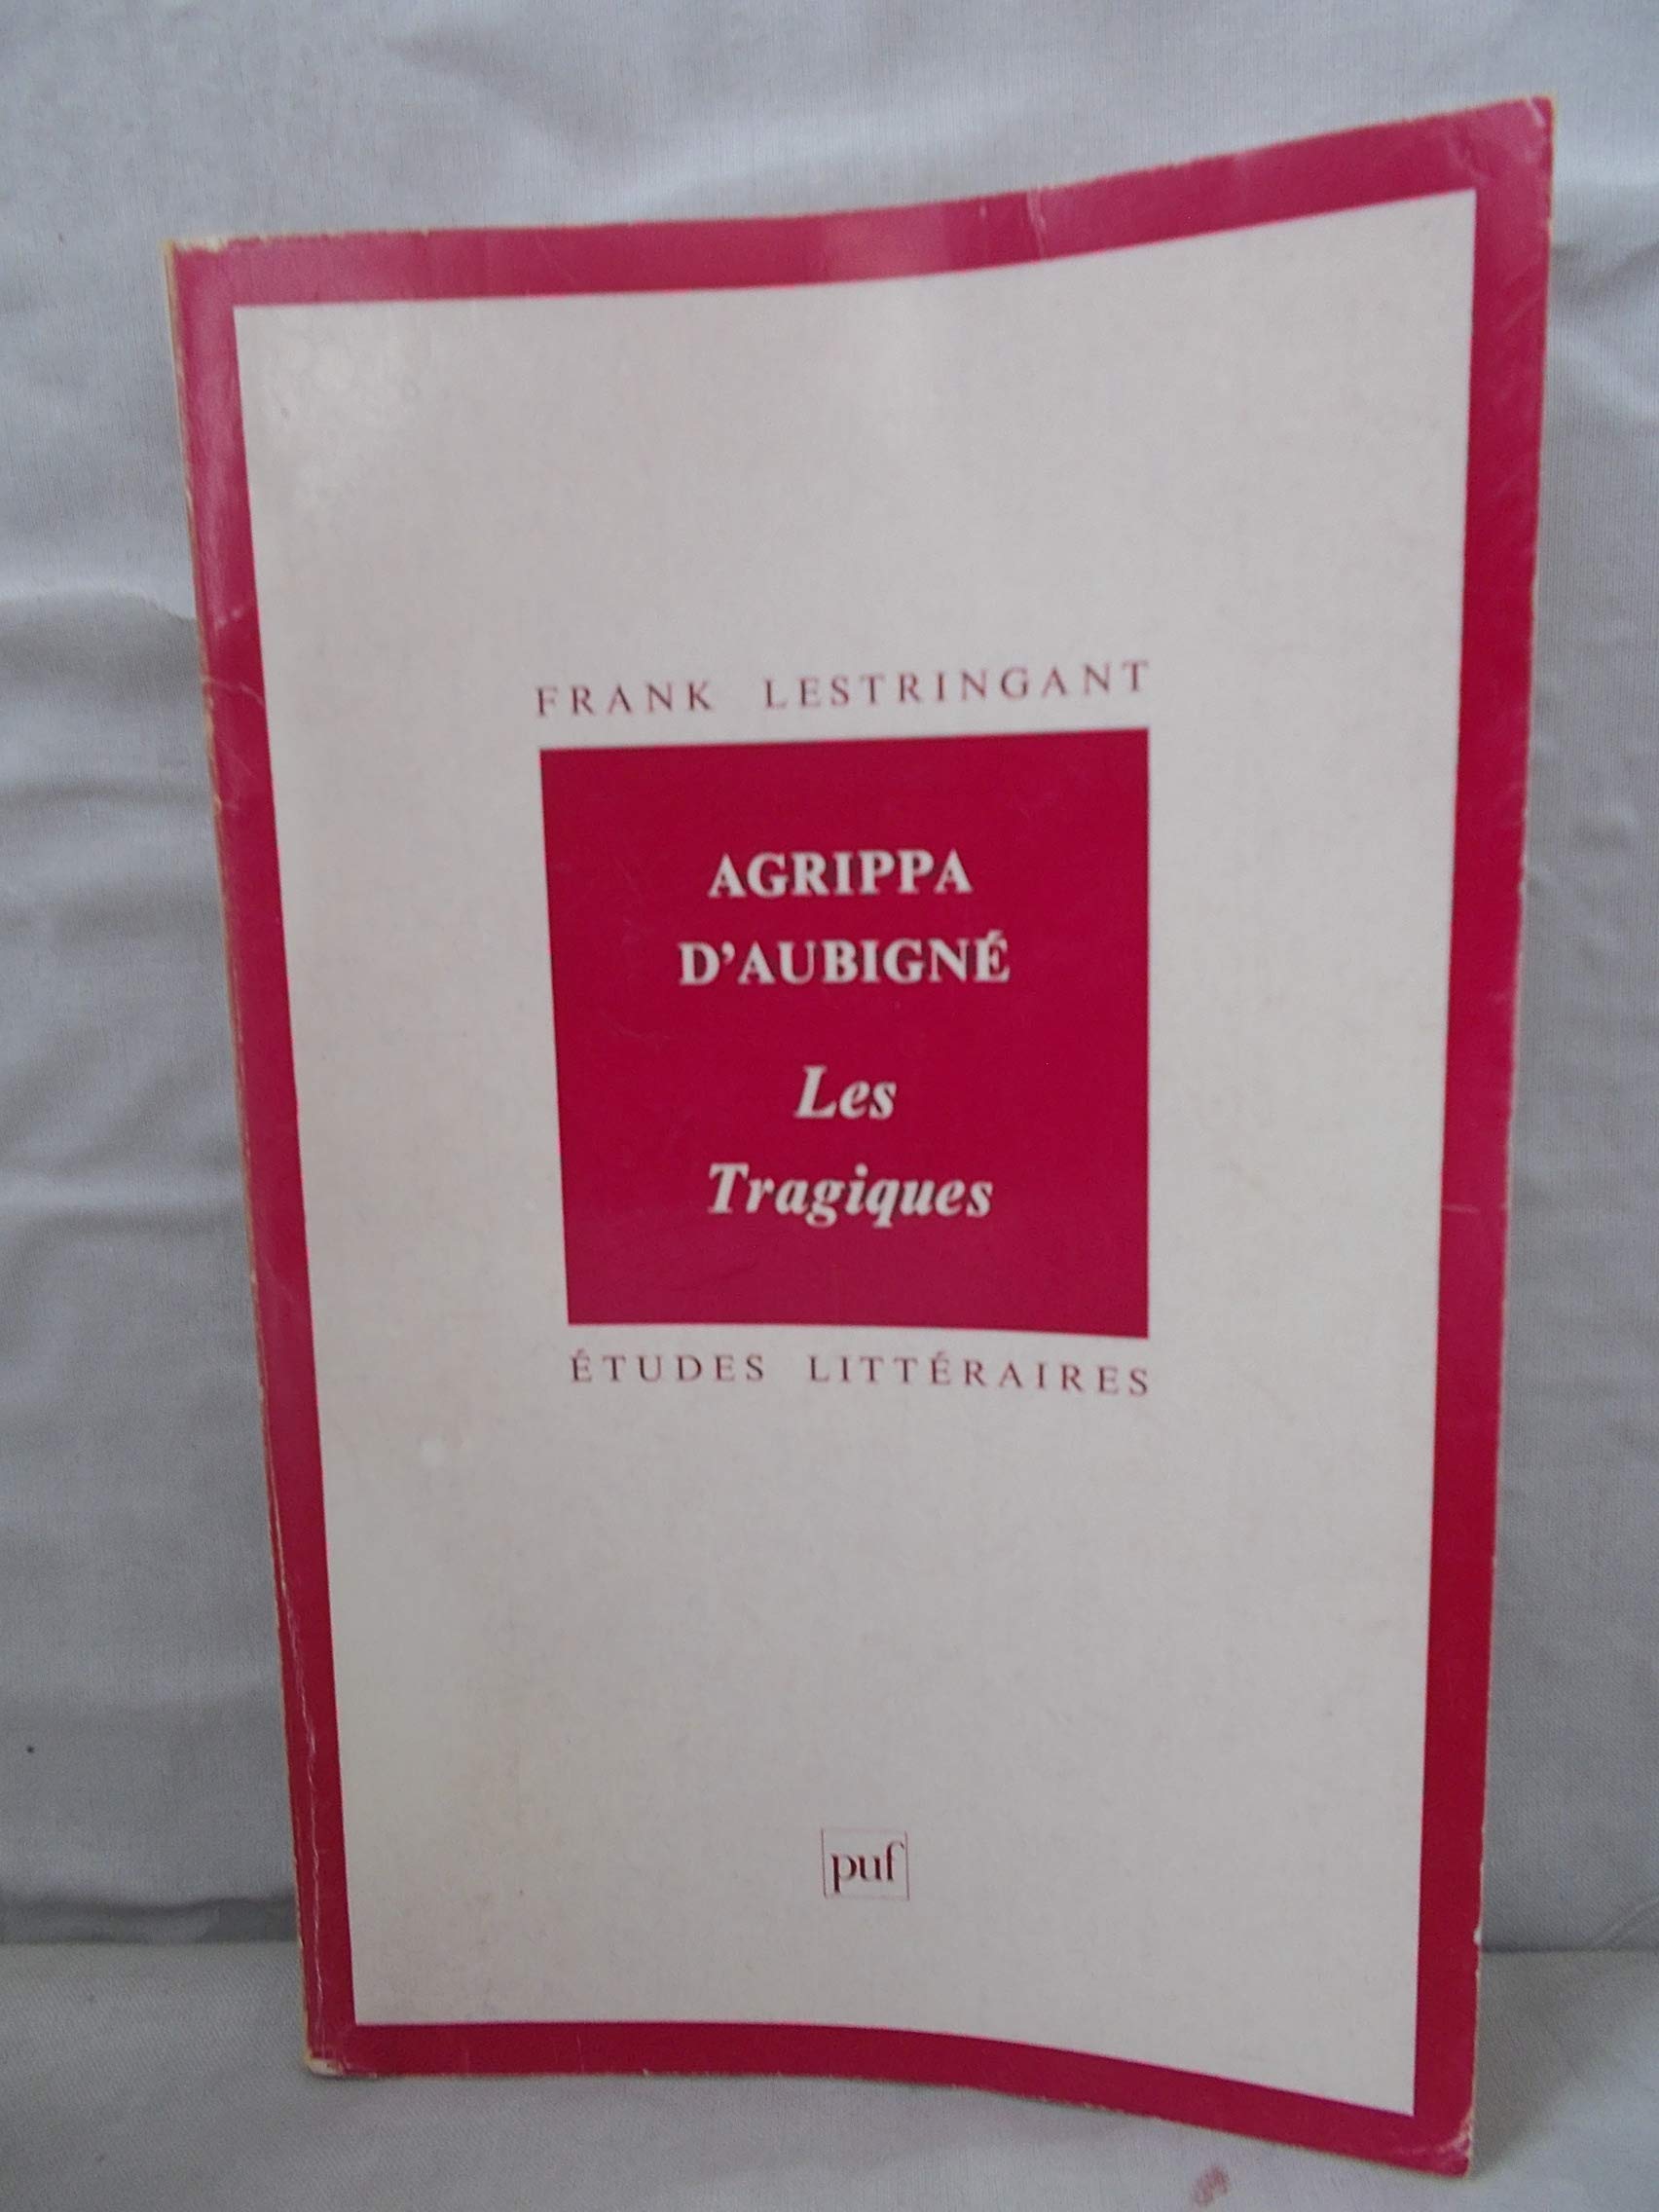 FRANK LESTRINGANT
AGRIPPA
D'AUBIGNÉ
Les
Tragiques
ÉTUDES LITTÉRAIRES
puf